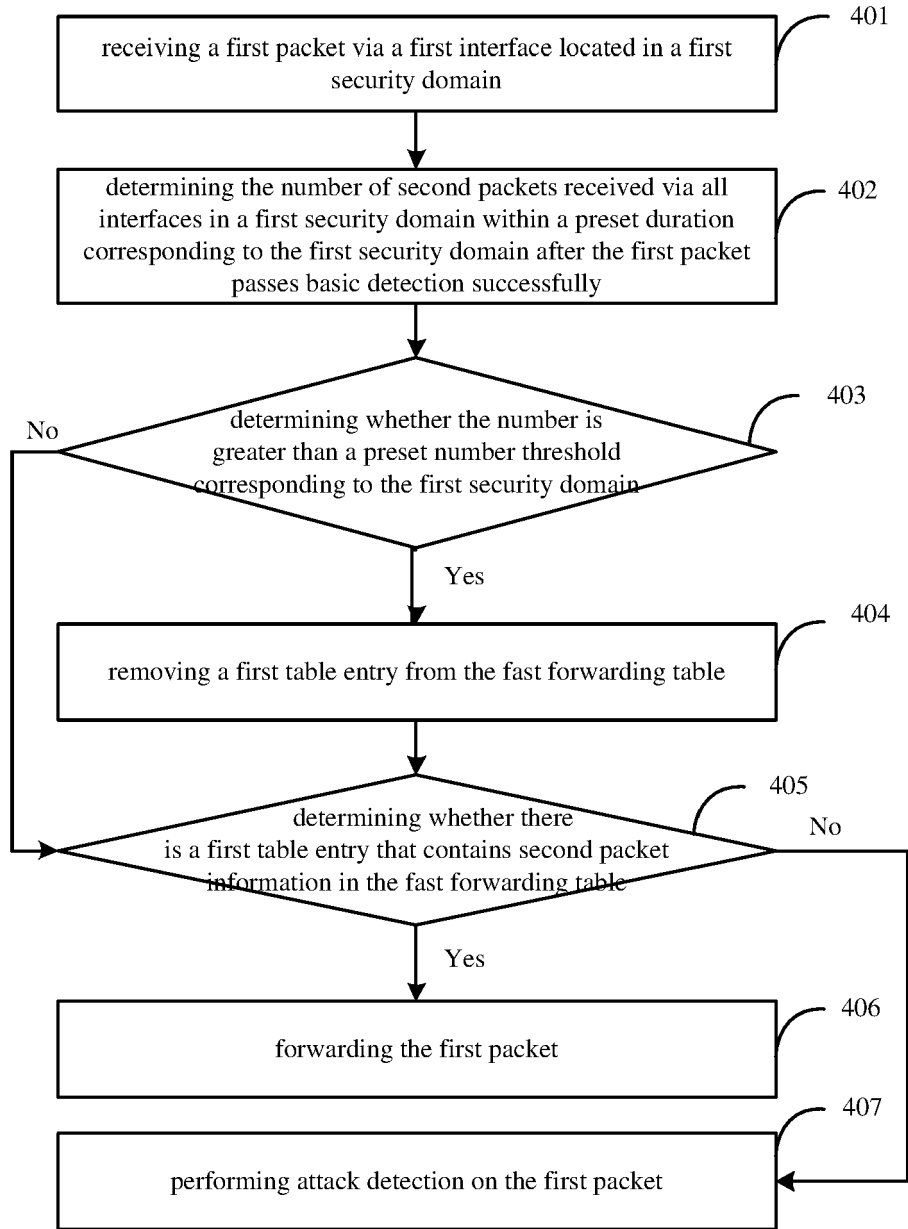 401
receiving a first packet via a first interface located in a first
security domain
402
determining the number of second packets received via all
interfaces in a first security domain within a preset duration
corresponding to the first security domain after the first packet
passes basic detection successfully
403
determining whether the number is
greater than a preset number threshold
corresponding to the first security domain
No
Yes
404
removing a first table entry from the fast forwarding table
405
determining whether there
is a first table entry that contains second packet
information in the fast forwarding table
No
Yes
406
forwarding the first packet
407
performing attack detection on the first packet